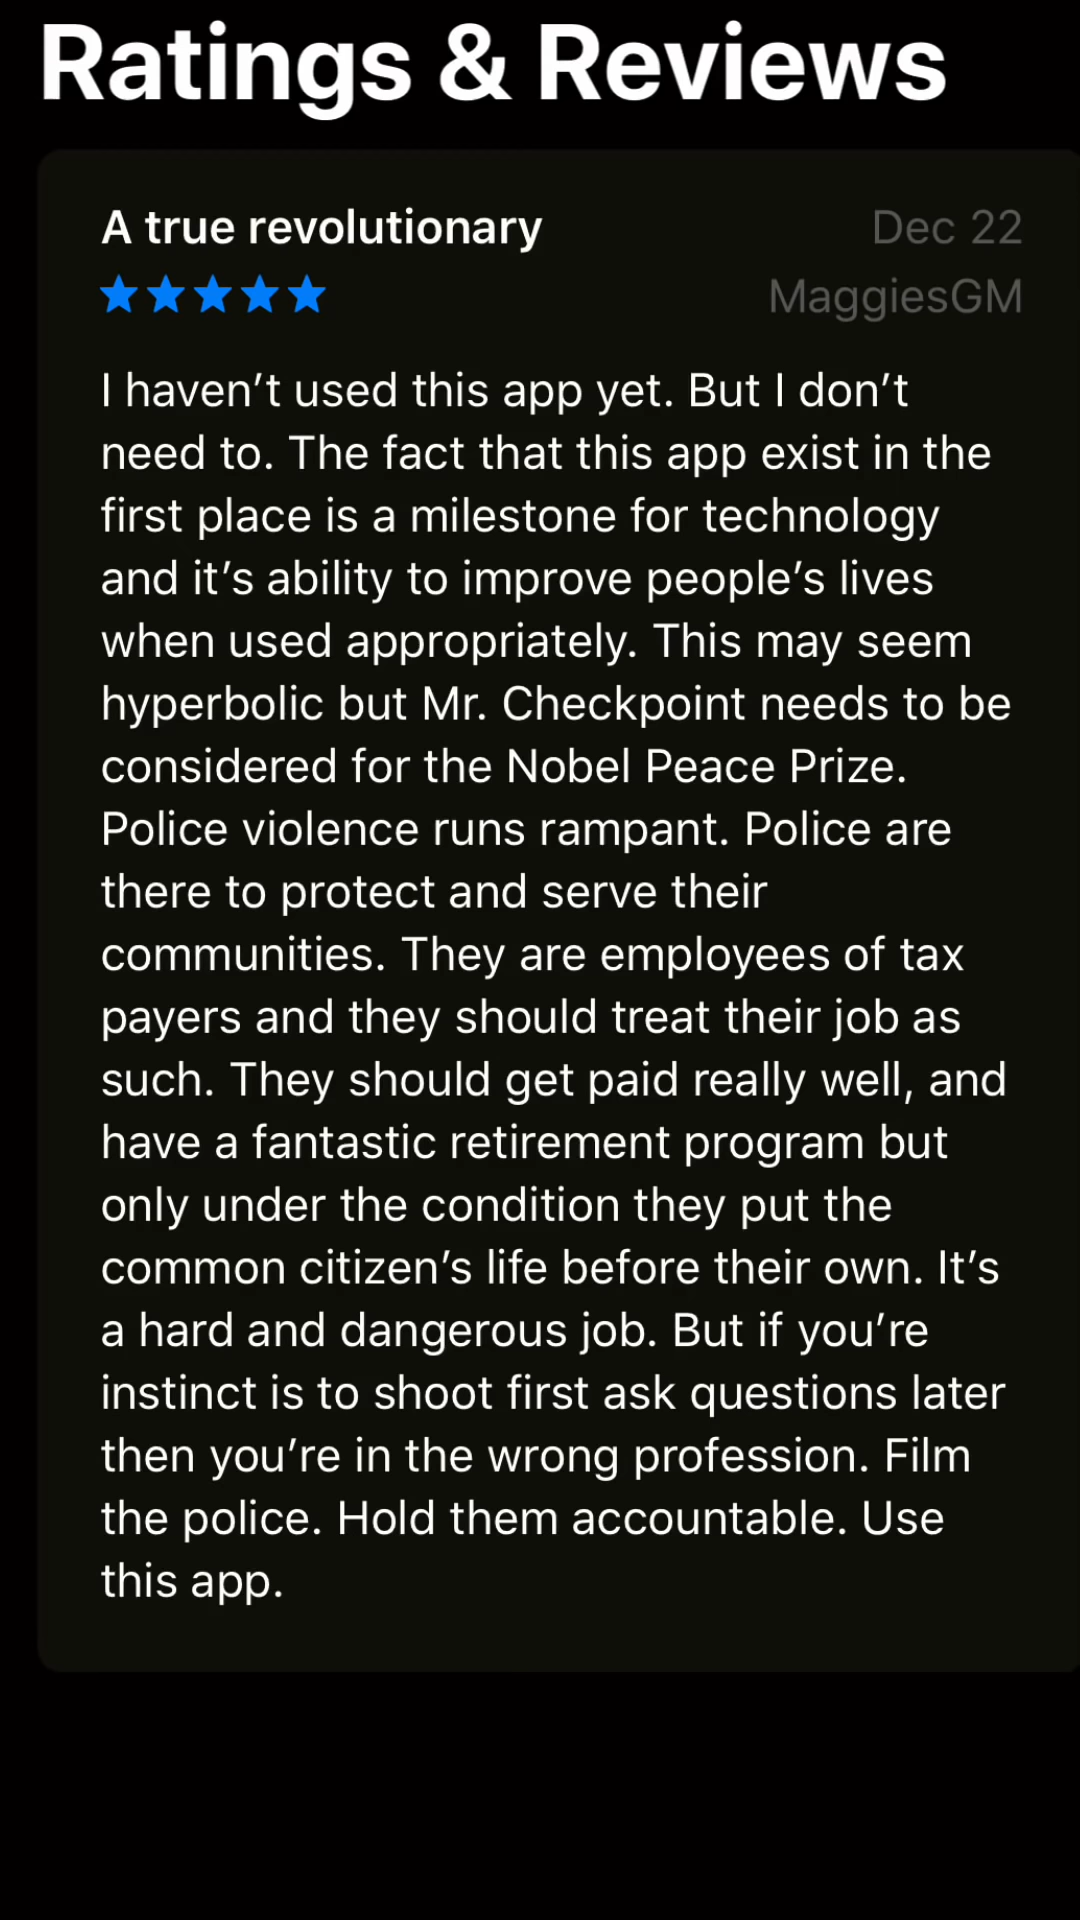 Ratings & Reviews
A true revolutionary
Dec 22
MaggiesGM
I haven’t used this app yet. But I don’t
need to. The fact that this app exist in the
first place is a milestone for technology
and it’s ability to improve people’s lives
when used appropriately. This may seem
hyperbolic but Mr. Checkpoint needs to be
considered for the Nobel Peace Prize.
Police violence runs rampant. Police are
there to protect and serve their
communities. They are employees of tax
payers and they should treat their job as
such. They should get paid really well, and
have a fantastic retirement program but
only under the condition they put the
common citizen’s life before their own. It’s
a hard and dangerous job. But if you’re
instinct is to shoot first ask questions later
then you’re in the wrong profession. Film
the police. Hold them accountable. Use
this app.